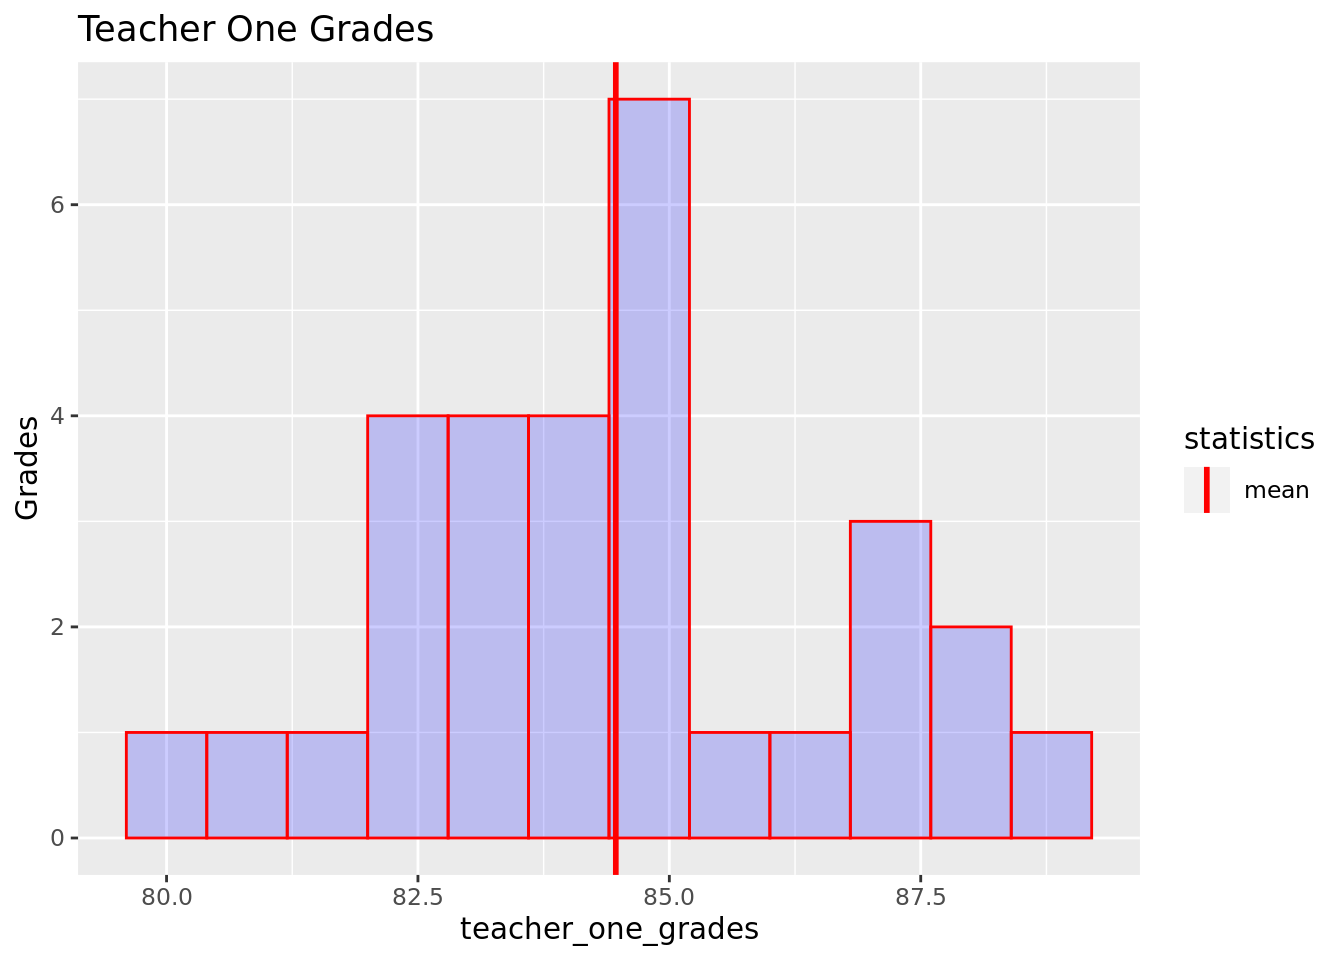 Teacher One Grades
6
4
2
0
Grades
80.0
82.5
85.0
87.5
teacher_one_grades
statistics
mean